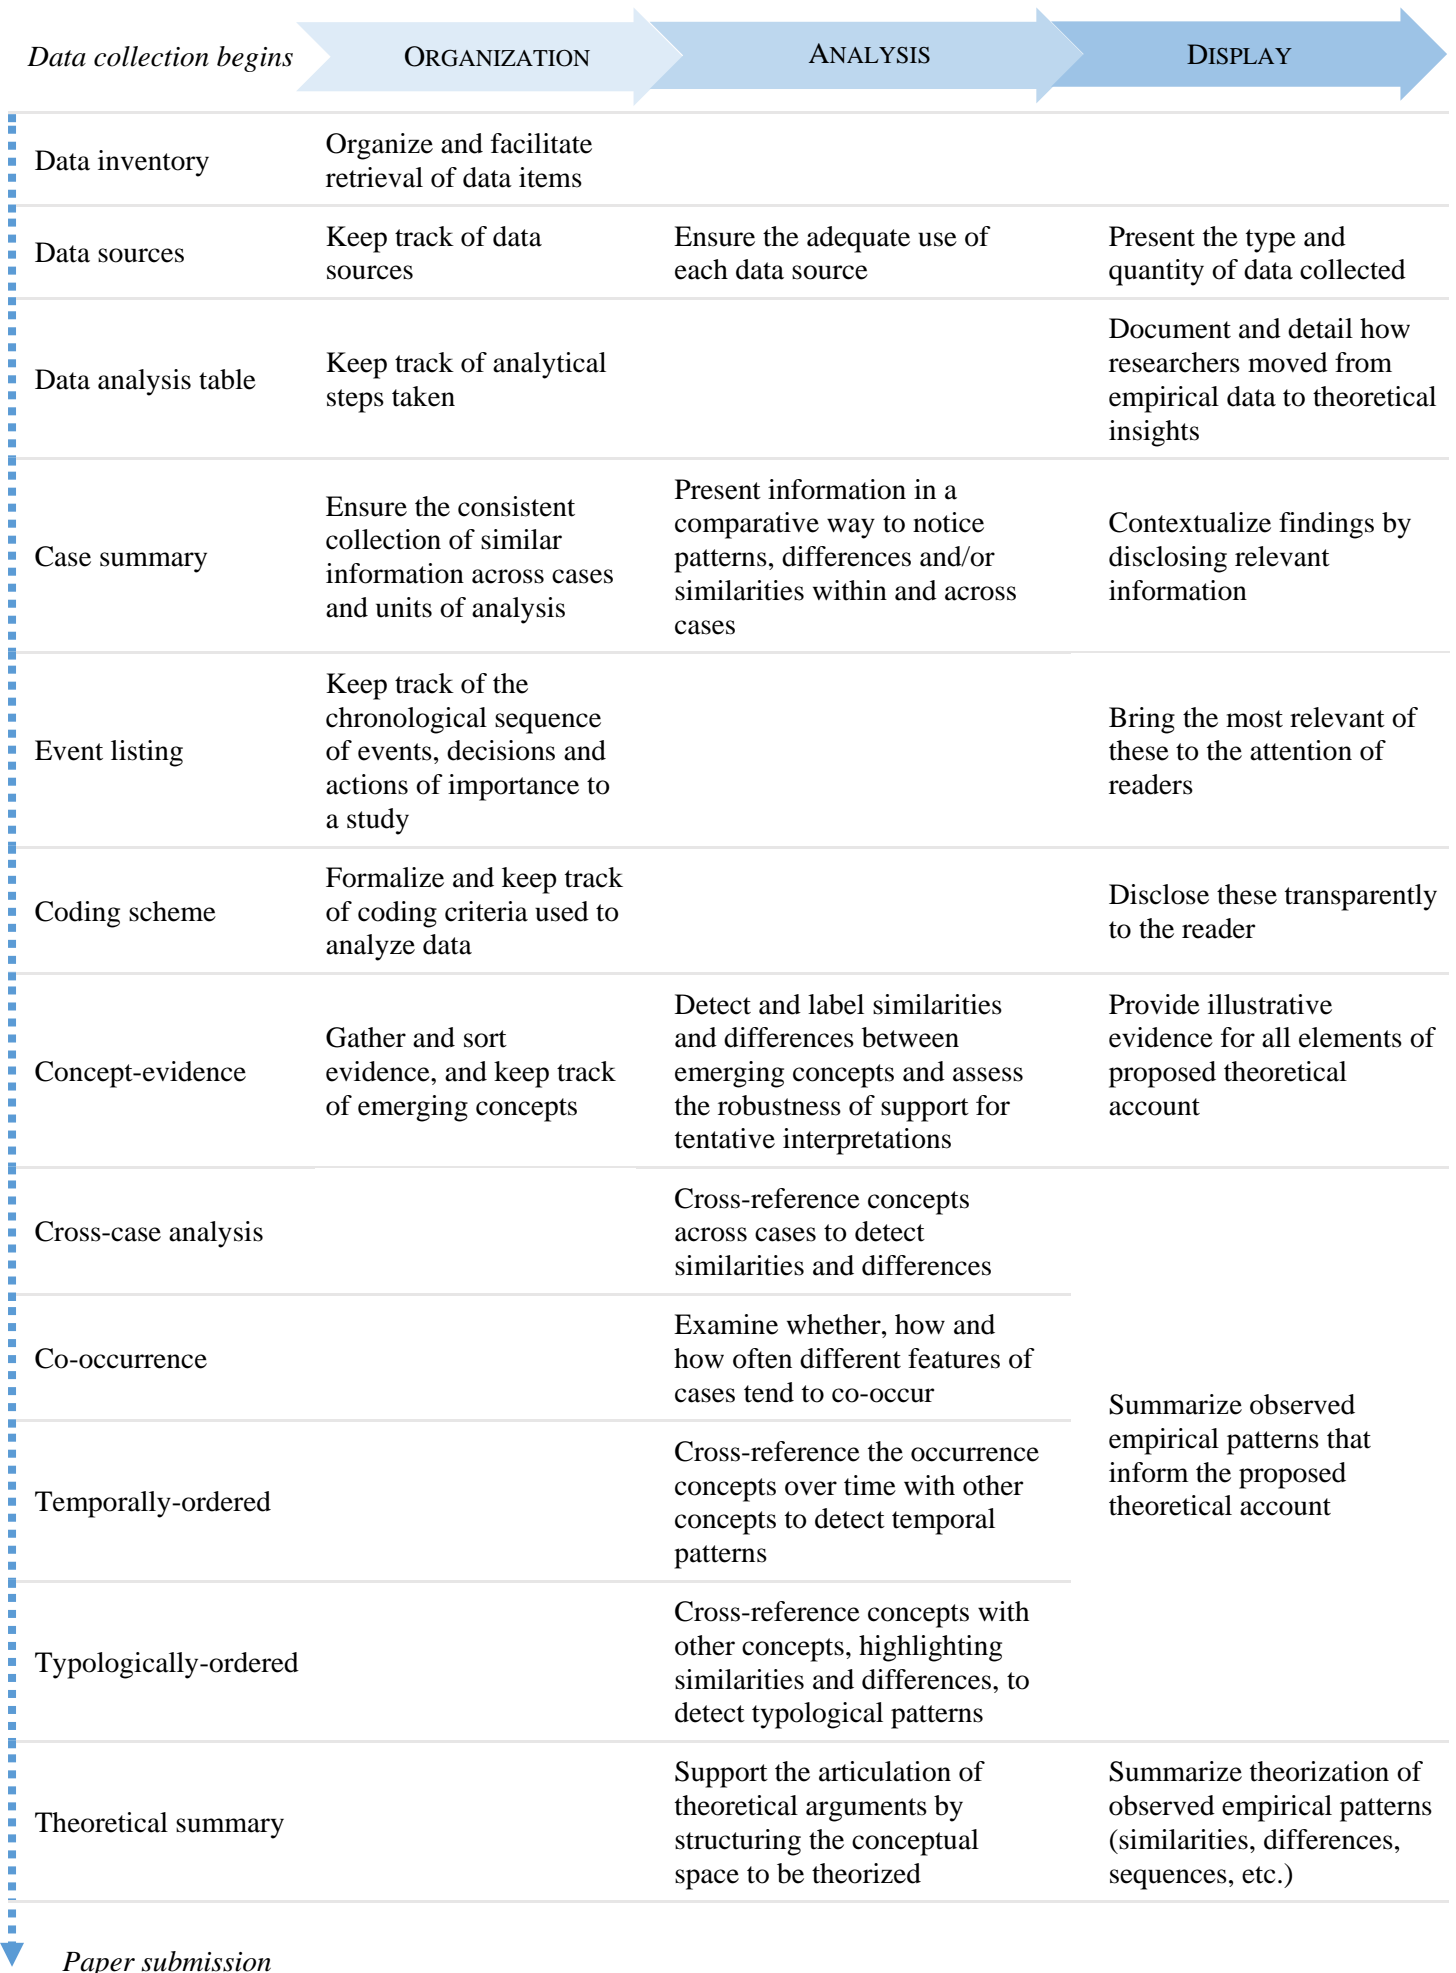 Data collection begins
ORGANIZATION
ANALYSIS
DISPLAY
Data inventory
Organize and facilitate
retrieval of data items
Data sources
Keep track of data
sources
Ensure the adequate use of
each data source
Present the type and
quantity of data collected
Data analysis table
Keep track of analytical
steps taken
Document and detail how
researchers moved from
empirical data to theoretical
insights
Case summary
Ensure the consistent
collection of similar
information across cases
and units of analysis
Present information in a
comparative way to notice
patterns, differences and/or
similarities within and across
cases
Contextualize findings by
disclosing relevant
information
Event listing
Keep track of the
chronological sequence
of events, decisions and
actions of importance to
a study
Bring the most relevant of
these to the attention of
readers
Coding scheme
Formalize and keep track
of coding criteria used to
analyze data
Disclose these transparently
to the reader
Concept-evidence
Gather and sort
evidence, and keep track
of emerging concepts
Detect and label similarities
and differences between
emerging concepts and assess
the robustness of support for
tentative interpretations
Provide illustrative
evidence for all elements of
proposed theoretical
account
Cross-case analysis
Cross-reference concepts
across cases to detect
similarities and differences
Co-occurrence
Examine whether, how and
how often different features of
cases tend to co-occur
Temporally-ordered
Cross-reference the occurrence
concepts over time with other
concepts to detect temporal
patterns
Typologically-ordered
Cross-reference concepts with
other concepts, highlighting
similarities and differences, to
detect typological patterns
Summarize observed
empirical patterns that
inform the proposed
theoretical account
Theoretical summary
Support the articulation of
theoretical arguments by
structuring the conceptual
space to be theorized
Summarize theorization of
observed empirical patterns
(similarities, differences,
sequences, etc.)
Paper submission